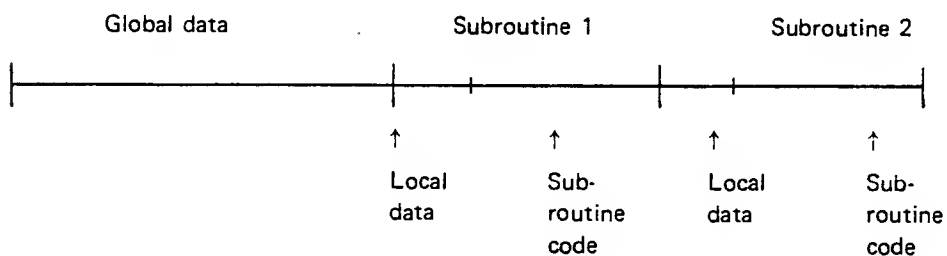 Global data Subroutine 1 Subroutine 2
Local data
Sub-
routine
code
Local data
Sub-
routine
code